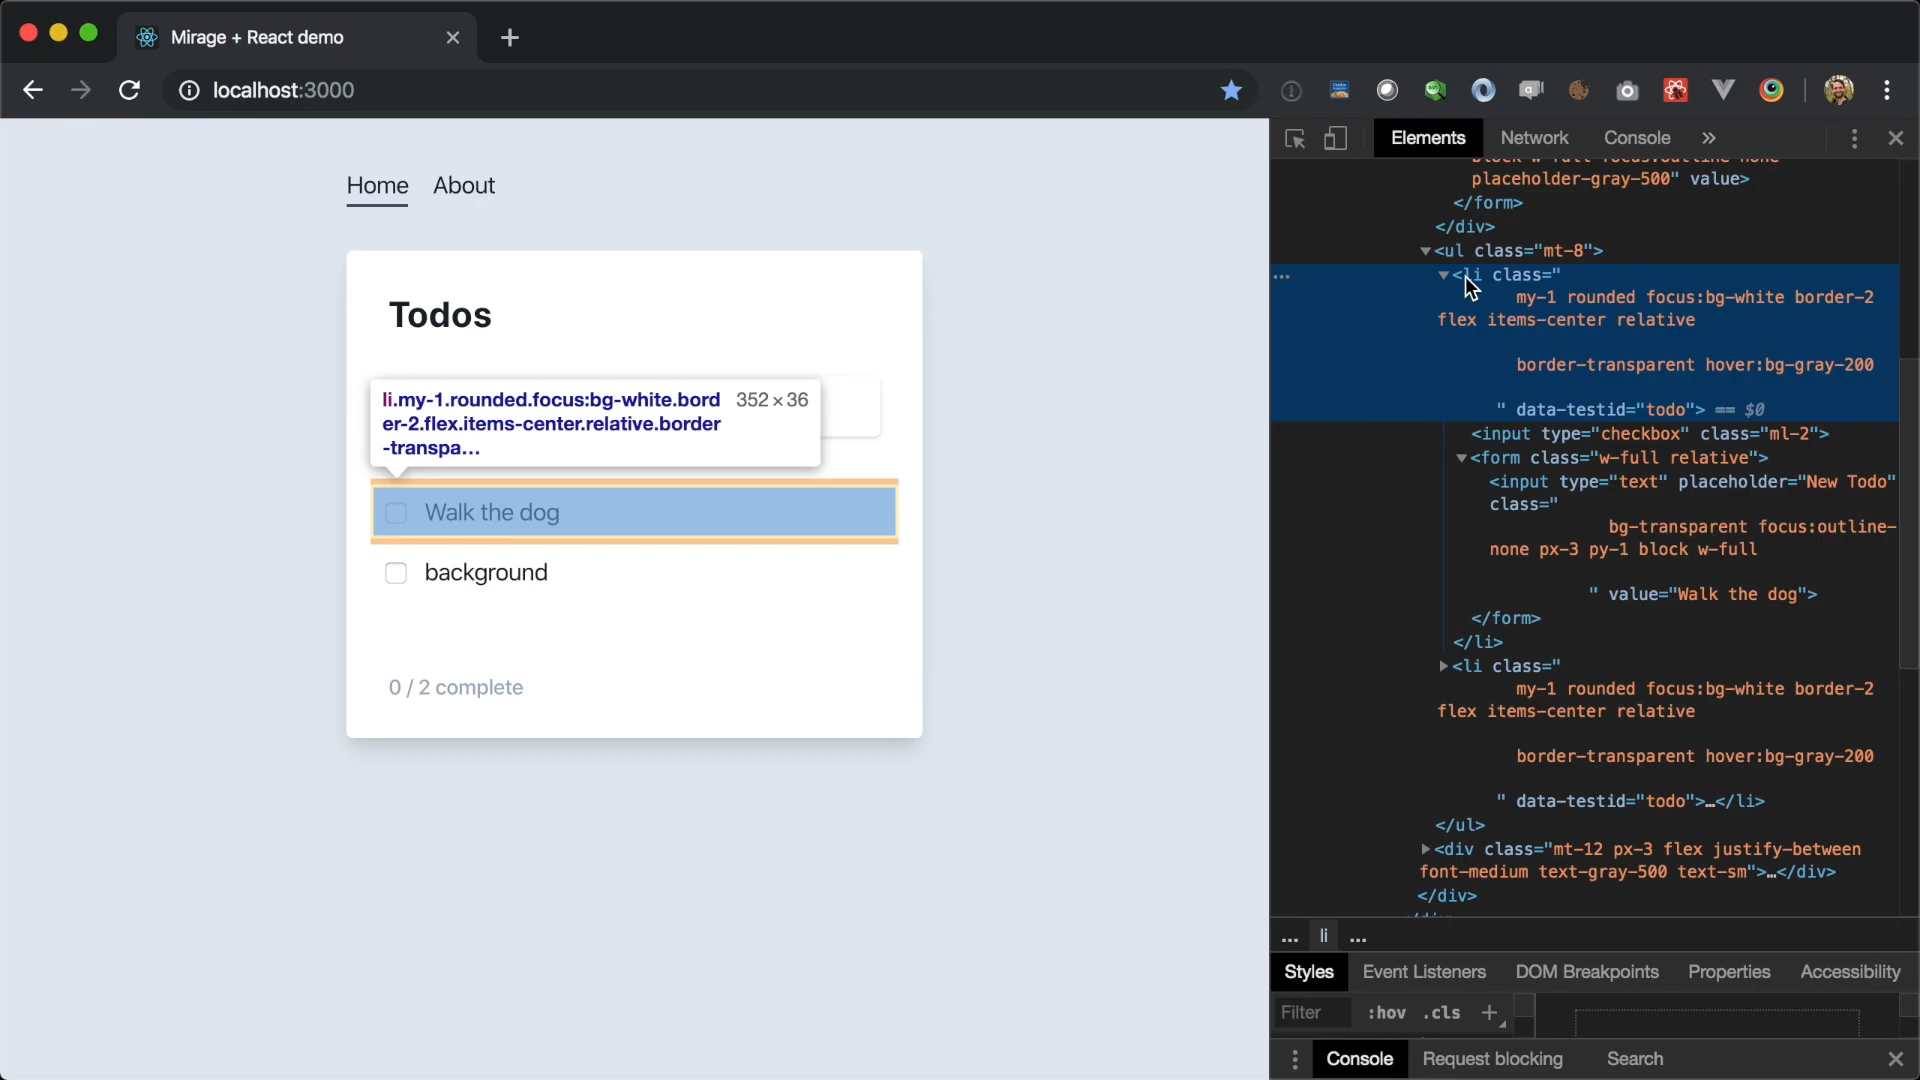 Mirage + React demo
localhost:3000
Home
About
Todos
li.my-1.rounded.focus:bg-white.bord
er-2.flex.items-center.relative.border
-transpa…
352 × 36
Walk the dog
background
0 / 2 complete
Elements
Network
Console
»
block w-full focus:outline-none
placeholder-gray-500" value>
</form>
</div>
<ul class="mt-8">
…
<li class="
my-1 rounded focus:bg-white border-2
flex items-center relative
border-transparent hover:bg-gray-200
" data-testid="todo"> == $0
<input type="checkbox" class="ml-2">
<form class="w-full relative">
<input type="text" placeholder="New Todo"
class="
bg-transparent focus:outline-
none px-3 py-1 block w-full
" value="Walk the dog">
</form>
</li>
<li class="
my-1 rounded focus:bg-white border-2
flex items-center relative
border-transparent hover:bg-gray-200
" data-testid="todo">…</li>
</ul>
<div class="mt-12 px-3 flex justify-between
font-medium text-gray-500 text-sm">…</div>
</div>
… li …
Styles
Event Listeners
DOM Breakpoints
Properties
Accessibility
Filter
:hov
.cls
Console
Request blocking
Search